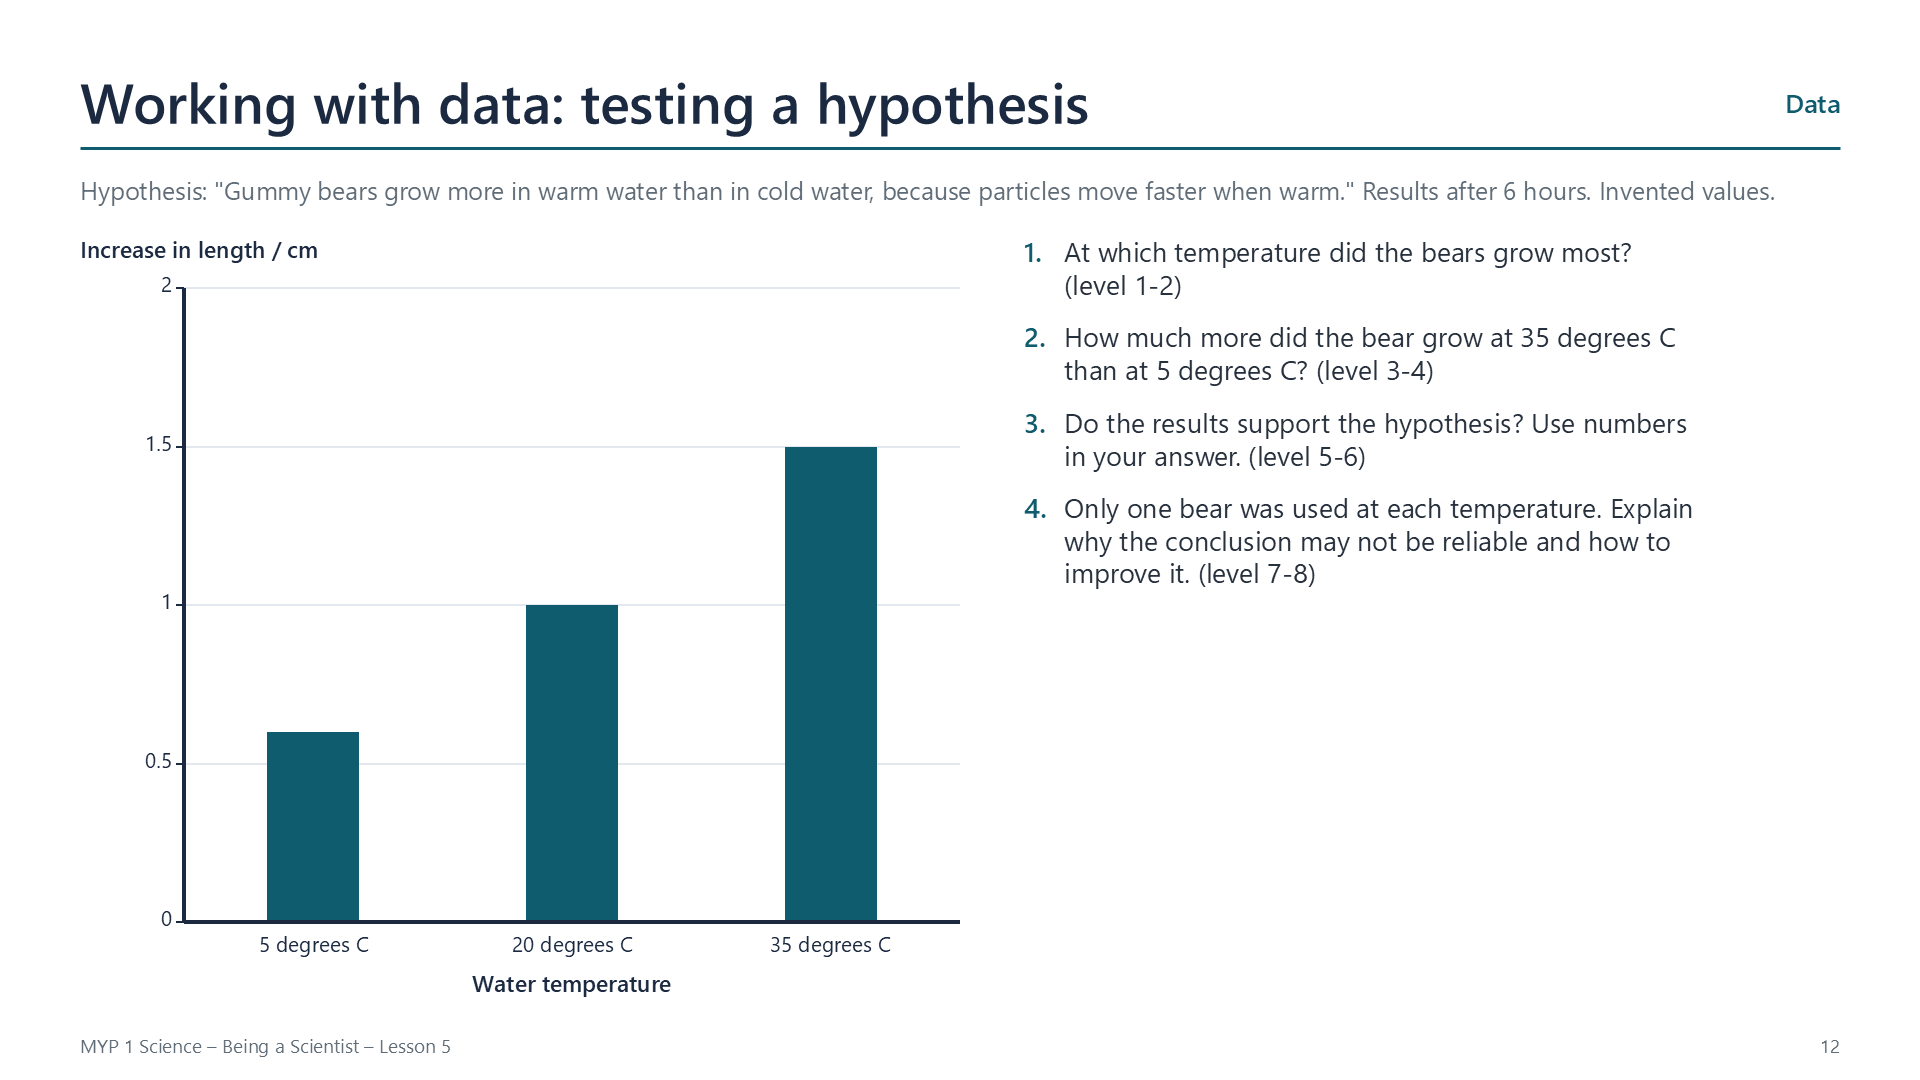 Working with data: testing a hypothesis
Data
Hypothesis: "Gummy bears grow more in warm water than in cold water, because particles move faster when warm." Results after 6 hours. Invented values.
Increase in length / cm
2
1.5
1
0.5
0
5 degrees C
20 degrees C
35 degrees C
Water temperature
1. At which temperature did the bears grow most?
(level 1-2)
2. How much more did the bear grow at 35 degrees C
than at 5 degrees C? (level 3-4)
3. Do the results support the hypothesis? Use numbers
in your answer. (level 5-6)
4. Only one bear was used at each temperature. Explain
why the conclusion may not be reliable and how to
improve it. (level 7-8)
MYP 1 Science – Being a Scientist – Lesson 5
12